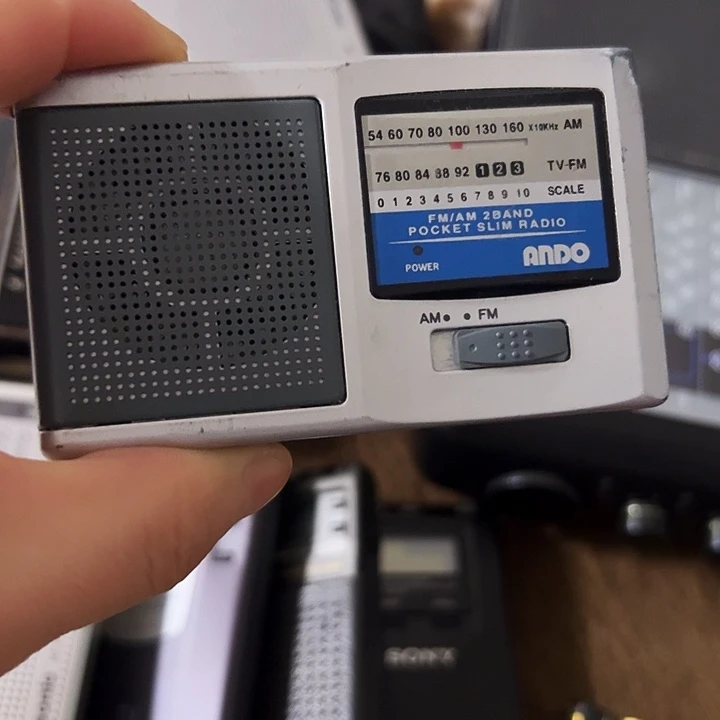 54 60 70 80 100 130 160 X10KHz AM
76 80 84 88 92 1 2 3 TV-FM
0 1 2 3 4 5 6 7 8 9 10 SCALE
FM/AM 2BAND
POCKET SLIM RADIO
POWER
ANDO
AM FM
SONY